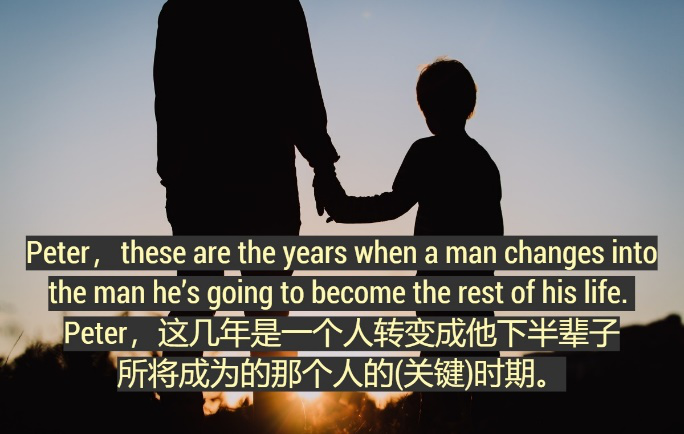 Peter，these are the years when a man changes into
the man he’s going to become the rest of his life.
Peter，这几年是一个人转变成他下半辈子
所将成为的那个人的(关键)时期。